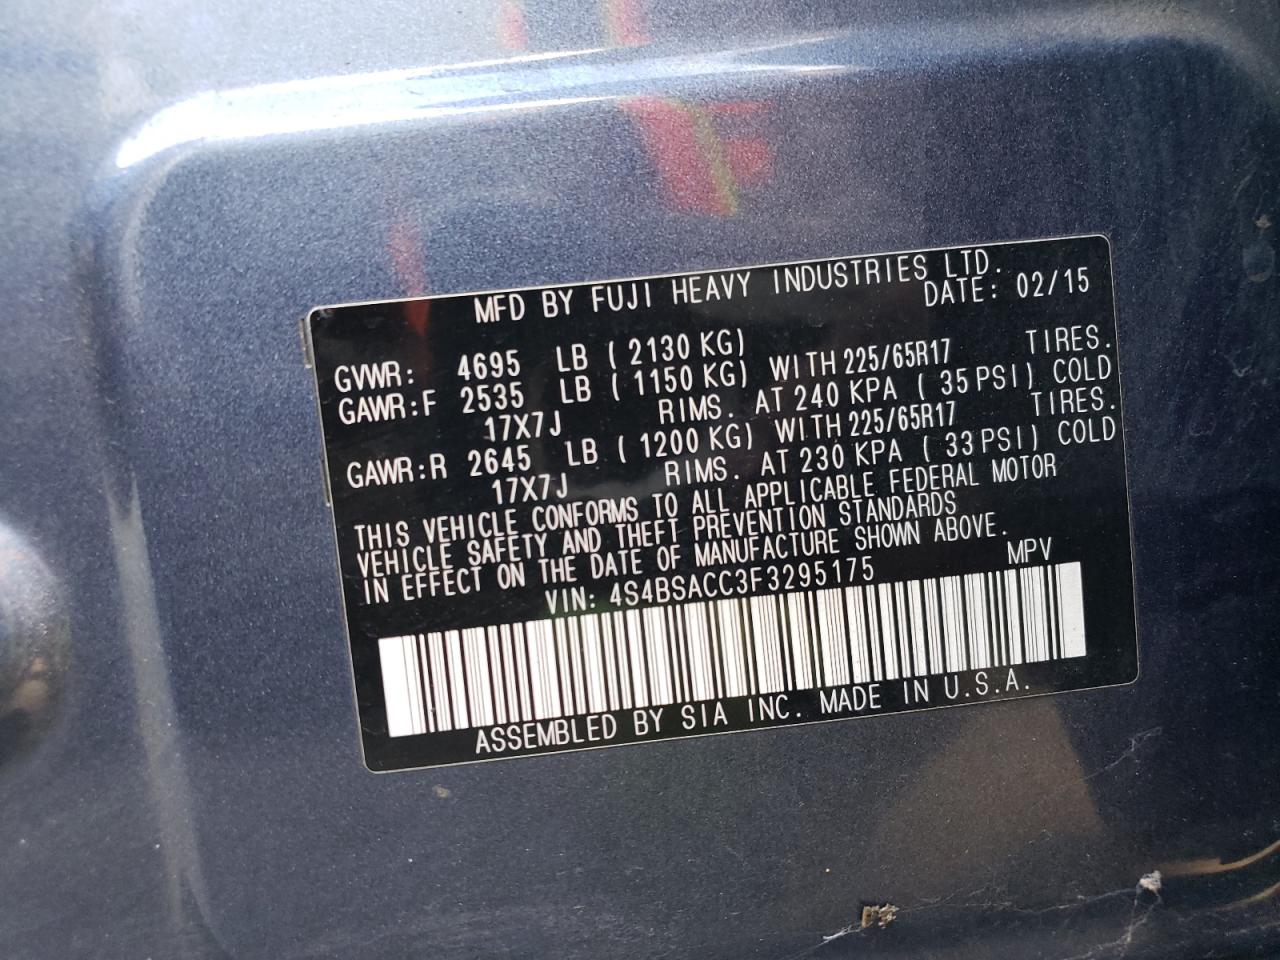 MFD BY FUJI HEAVY INDUSTRIES LTD.
DATE: 02/15
GVWR: 4695 LB ( 2130 KG)
GAWR:F 2535 LB ( 1150 KG) WITH 225/65R17 TIRES.
17X7J RIMS. AT 240 KPA ( 35 PSI) COLD
GAWR:R 2645 LB ( 1200 KG) WITH 225/65R17 TIRES.
17X7J RIMS. AT 230 KPA ( 33 PSI) COLD
THIS VEHICLE CONFORMS TO ALL APPLICABLE FEDERAL MOTOR
VEHICLE SAFETY AND THEFT PREVENTION STANDARDS
IN EFFECT ON THE DATE OF MANUFACTURE SHOWN ABOVE.
VIN: 4S4BSACC3F3295175 MPV
ASSEMBLED BY SIA INC. MADE IN U.S.A.